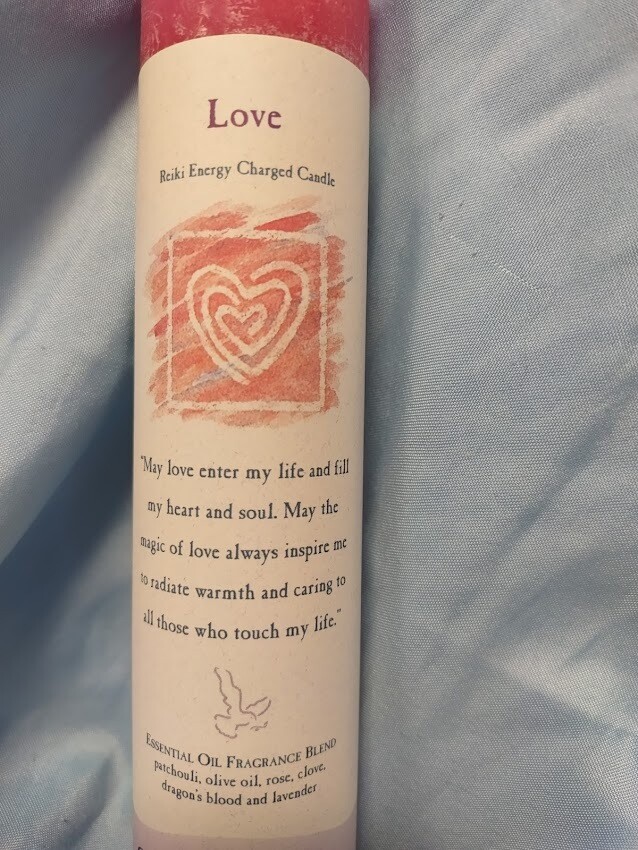 Love
Reiki Energy Charged Candle
"May love enter my life and fill
my heart and soul. May the
magic of love always inspire me
to radiate warmth and caring to
all those who touch my life."
ESSENTIAL OIL FRAGRANCE BLEND
patchouli, olive oil, rose, clove,
dragon's blood and lavender